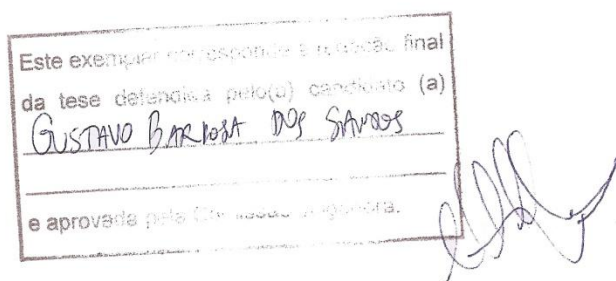 Este exemplar corresponde à redação final
da tese defendida pelo(a) candidato (a)
GUSTAVO BARBOSA DOS SANTOS
e aprovada pela Comissão Julgadora.